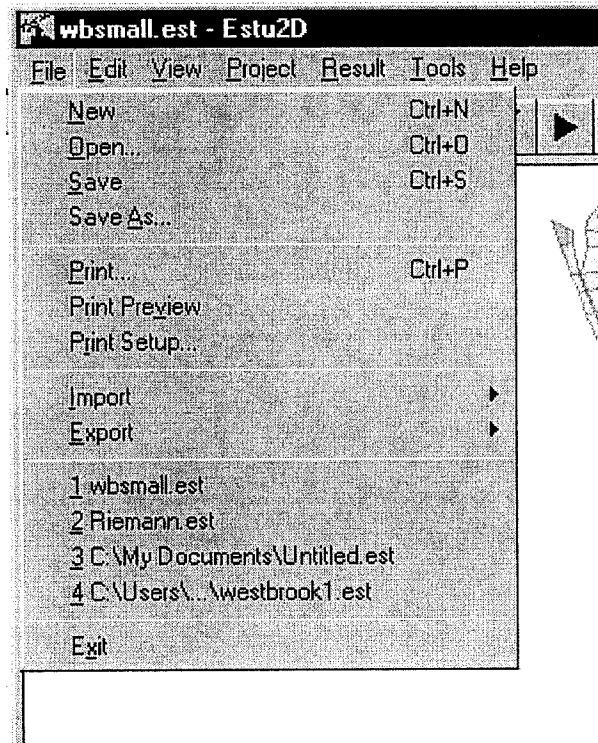 wbsmall.est - Estu2D
File Edit View Project Result Tools Help
New Ctrl+N
Open... Ctrl+O
Save Ctrl+S
Save As...
Print... Ctrl+P
Print Preview
Print Setup...
Import
Export
1 wbsmall.est
2 Riemann.est
3 C:\My Documents\Untitled.est
4 C:\Users\...\westbrook1.est
Exit